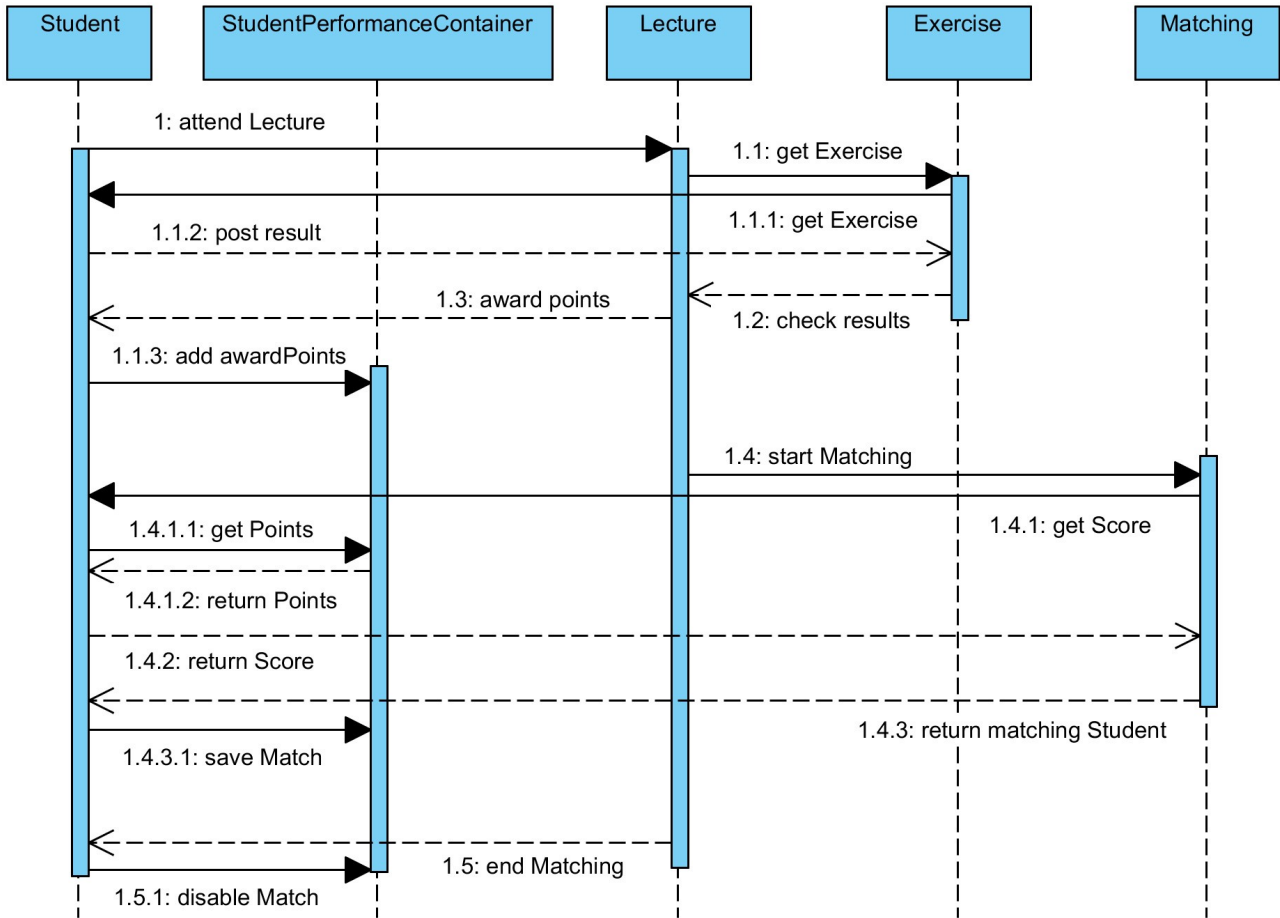 Student
StudentPerformanceContainer
Lecture
Exercise
Matching
1: attend Lecture
1.1: get Exercise
1.1.1: get Exercise
1.1.2: post result
1.3: award points
1.2: check results
1.1.3: add awardPoints
1.4: start Matching
1.4.1: get Score
1.4.1.1: get Points
1.4.1.2: return Points
1.4.2: return Score
1.4.3: return matching Student
1.4.3.1: save Match
1.5: end Matching
1.5.1: disable Match